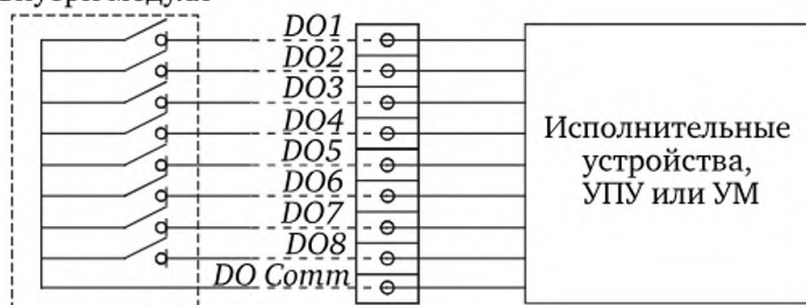 DO1
DO2
DO3
DO4
DO5
DO6
DO7
DO8
DO Comm
Исполнительные
устройства,
УПУ или УМ